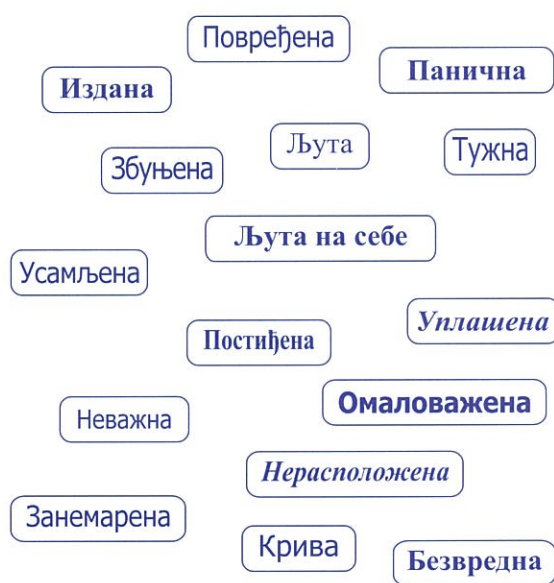 Повређена
Панична
Издана
Љута
Тужна
Збуњена
Љута на себе
Усамљена
Уплашена
Постиђена
Омаловажена
Неважна
Нерасположена
Занемарена
Крива
Безвредна